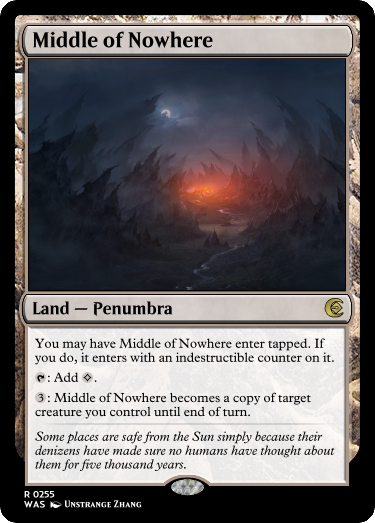 Middle of Nowhere
Land — Penumbra
You may have Middle of Nowhere enter tapped. If
you do, it enters with an indestructible counter on it.
: Add .
3: Middle of Nowhere becomes a copy of target
creature you control until end of turn.
Some places are safe from the Sun simply because their
denizens have made sure no humans have thought about
them for five thousand years.
R 0255
WAS Unstrange Zhang